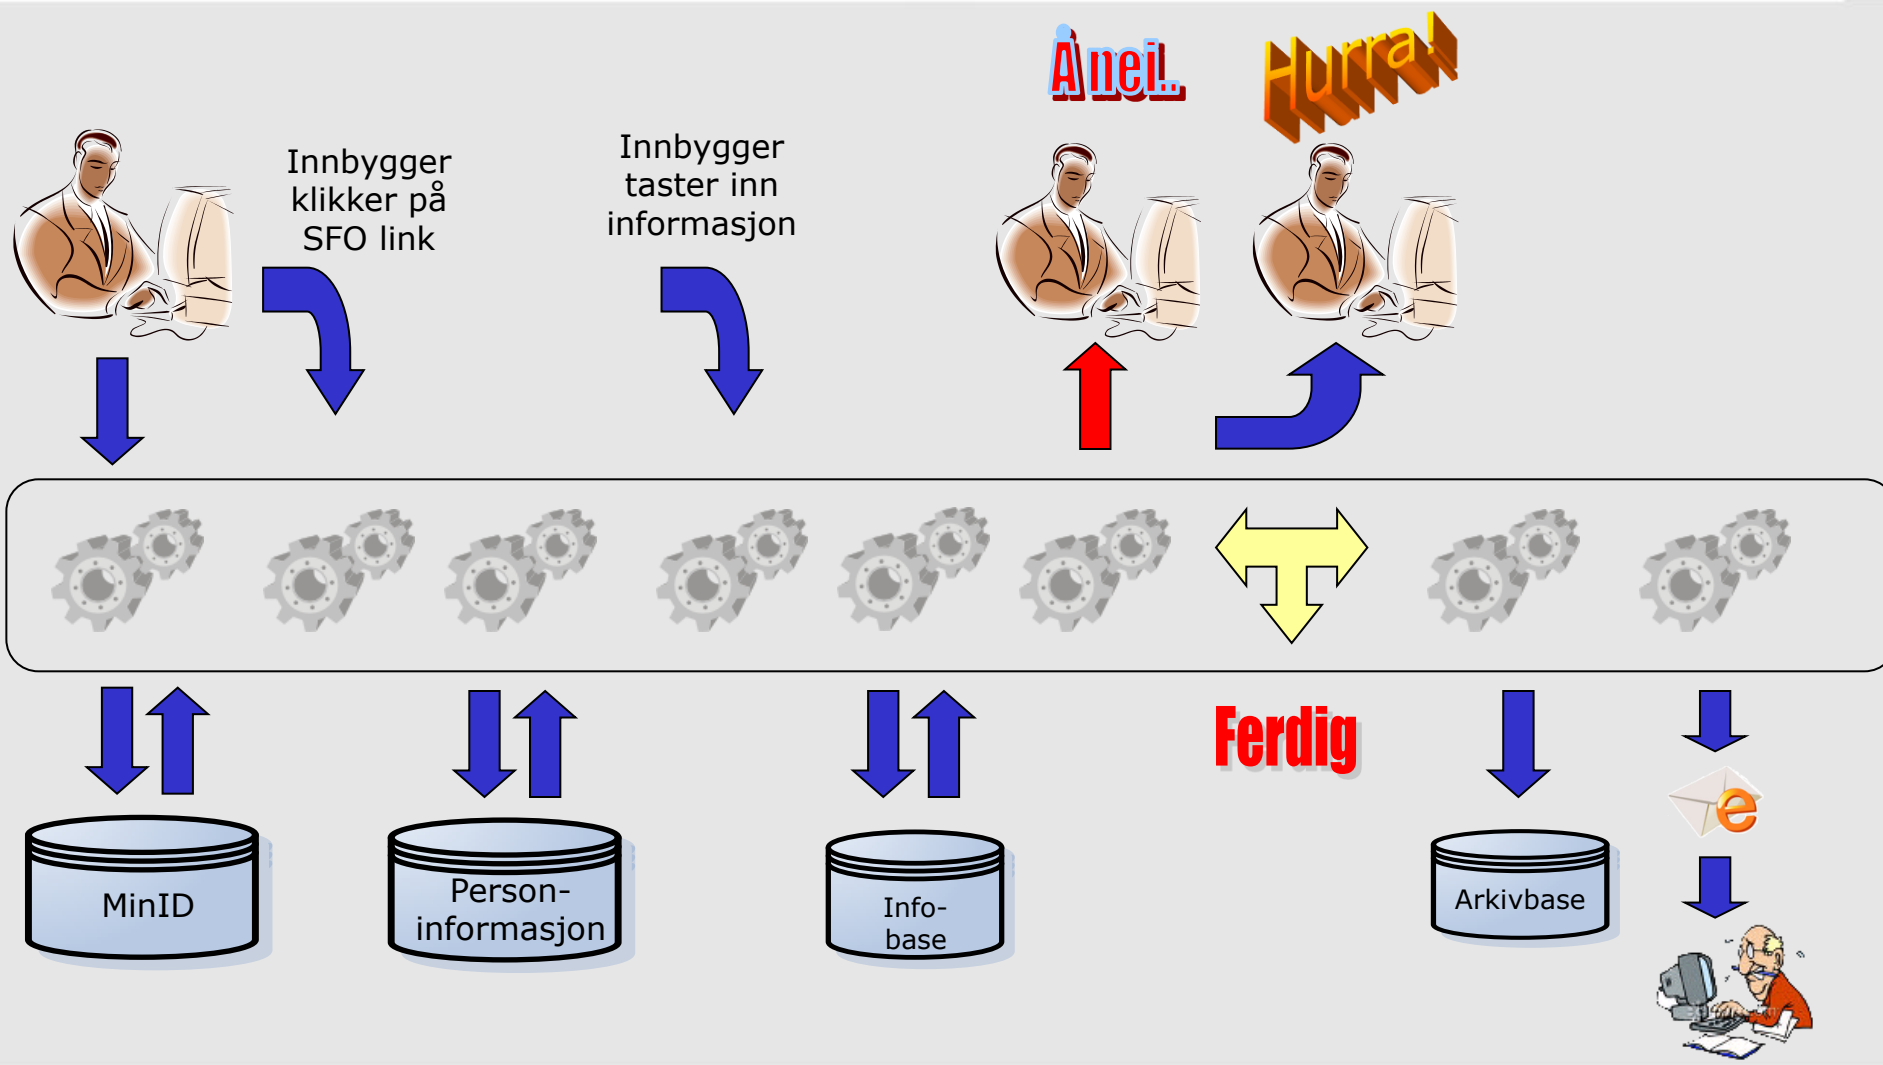 Å nei..
Hurra!
Innbygger
klikker på
SFO link
Innbygger
taster inn
informasjon
Ferdig
MinID
Person-
informasjon
Info-
base
Arkivbase
e